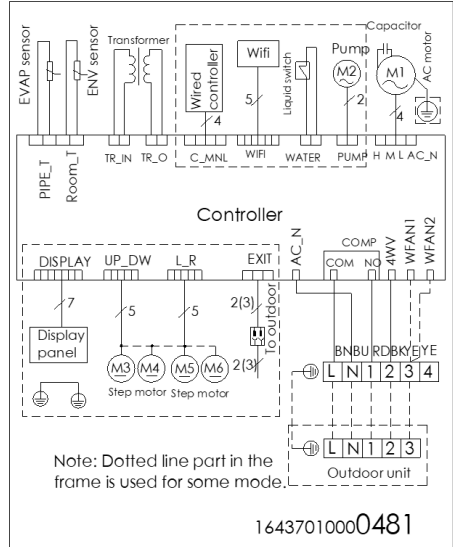 EVAP sensor
ENV sensor
Transformer
Wired
controller
Wifi
Liquid switch
Pump
M2
Capacitor
M1
AC motor
4
5
2
4
PIPE_T
Room_T
TR_IN
TR_O
C_MNL
WIFI
WATER
PUMP
H M L AC_N
Controller
DISPLAY
UP_DW
L_R
EXIT
AC_N
COMP
COM
NO
4WV
WFAN1
WFAN2
7
5
5
2(3)
To outdoor
2(3)
Display
panel
M3 M4 M5 M6
Step motor Step motor
BN BU RD BK YE YE
L N 1 2 3 4
L N 1 2 3
Outdoor unit
Note: Dotted line part in the
frame is used for some mode.
16437010000481